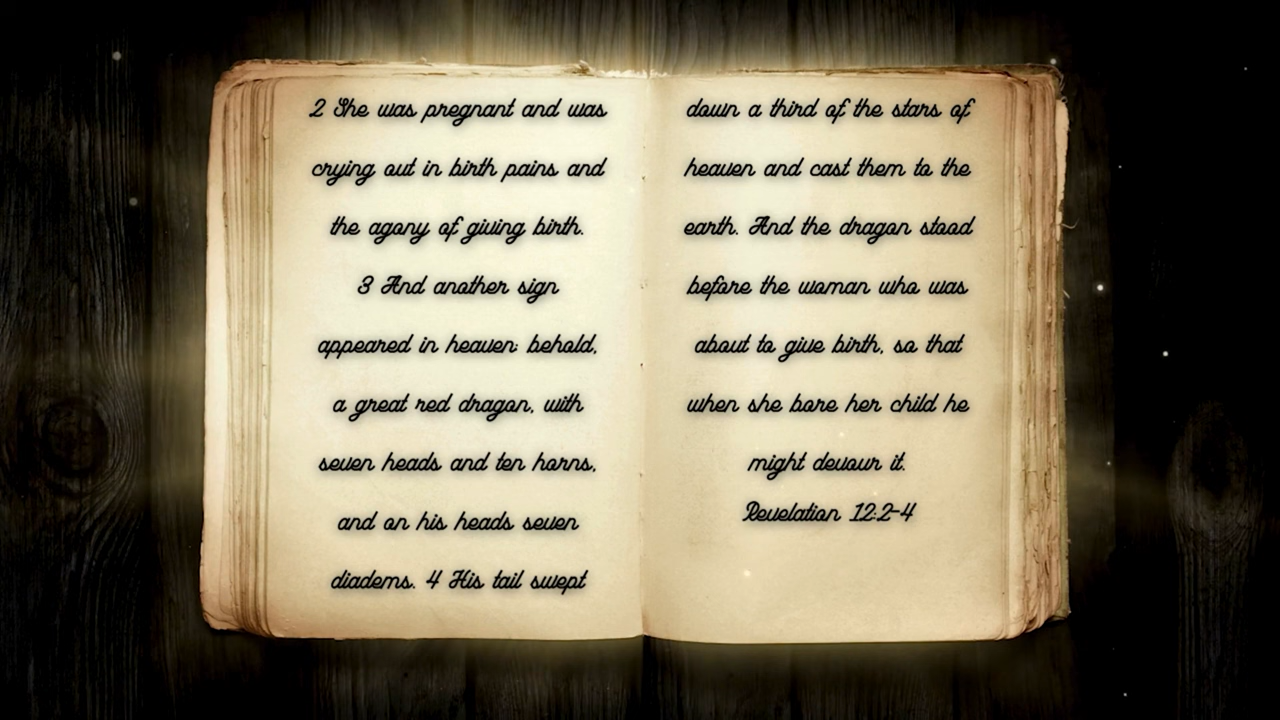 2 She was pregnant and was
crying out in birth pains and
the agony of giving birth.
3 And another sign
appeared in heaven: behold,
a great red dragon, with
seven heads and ten horns,
and on his heads seven
diadems. 4 His tail swept
down a third of the stars of
heaven and cast them to the
earth. And the dragon stood
before the woman who was
about to give birth, so that
when she bore her child he
might devour it.
Revelation 12:2-4